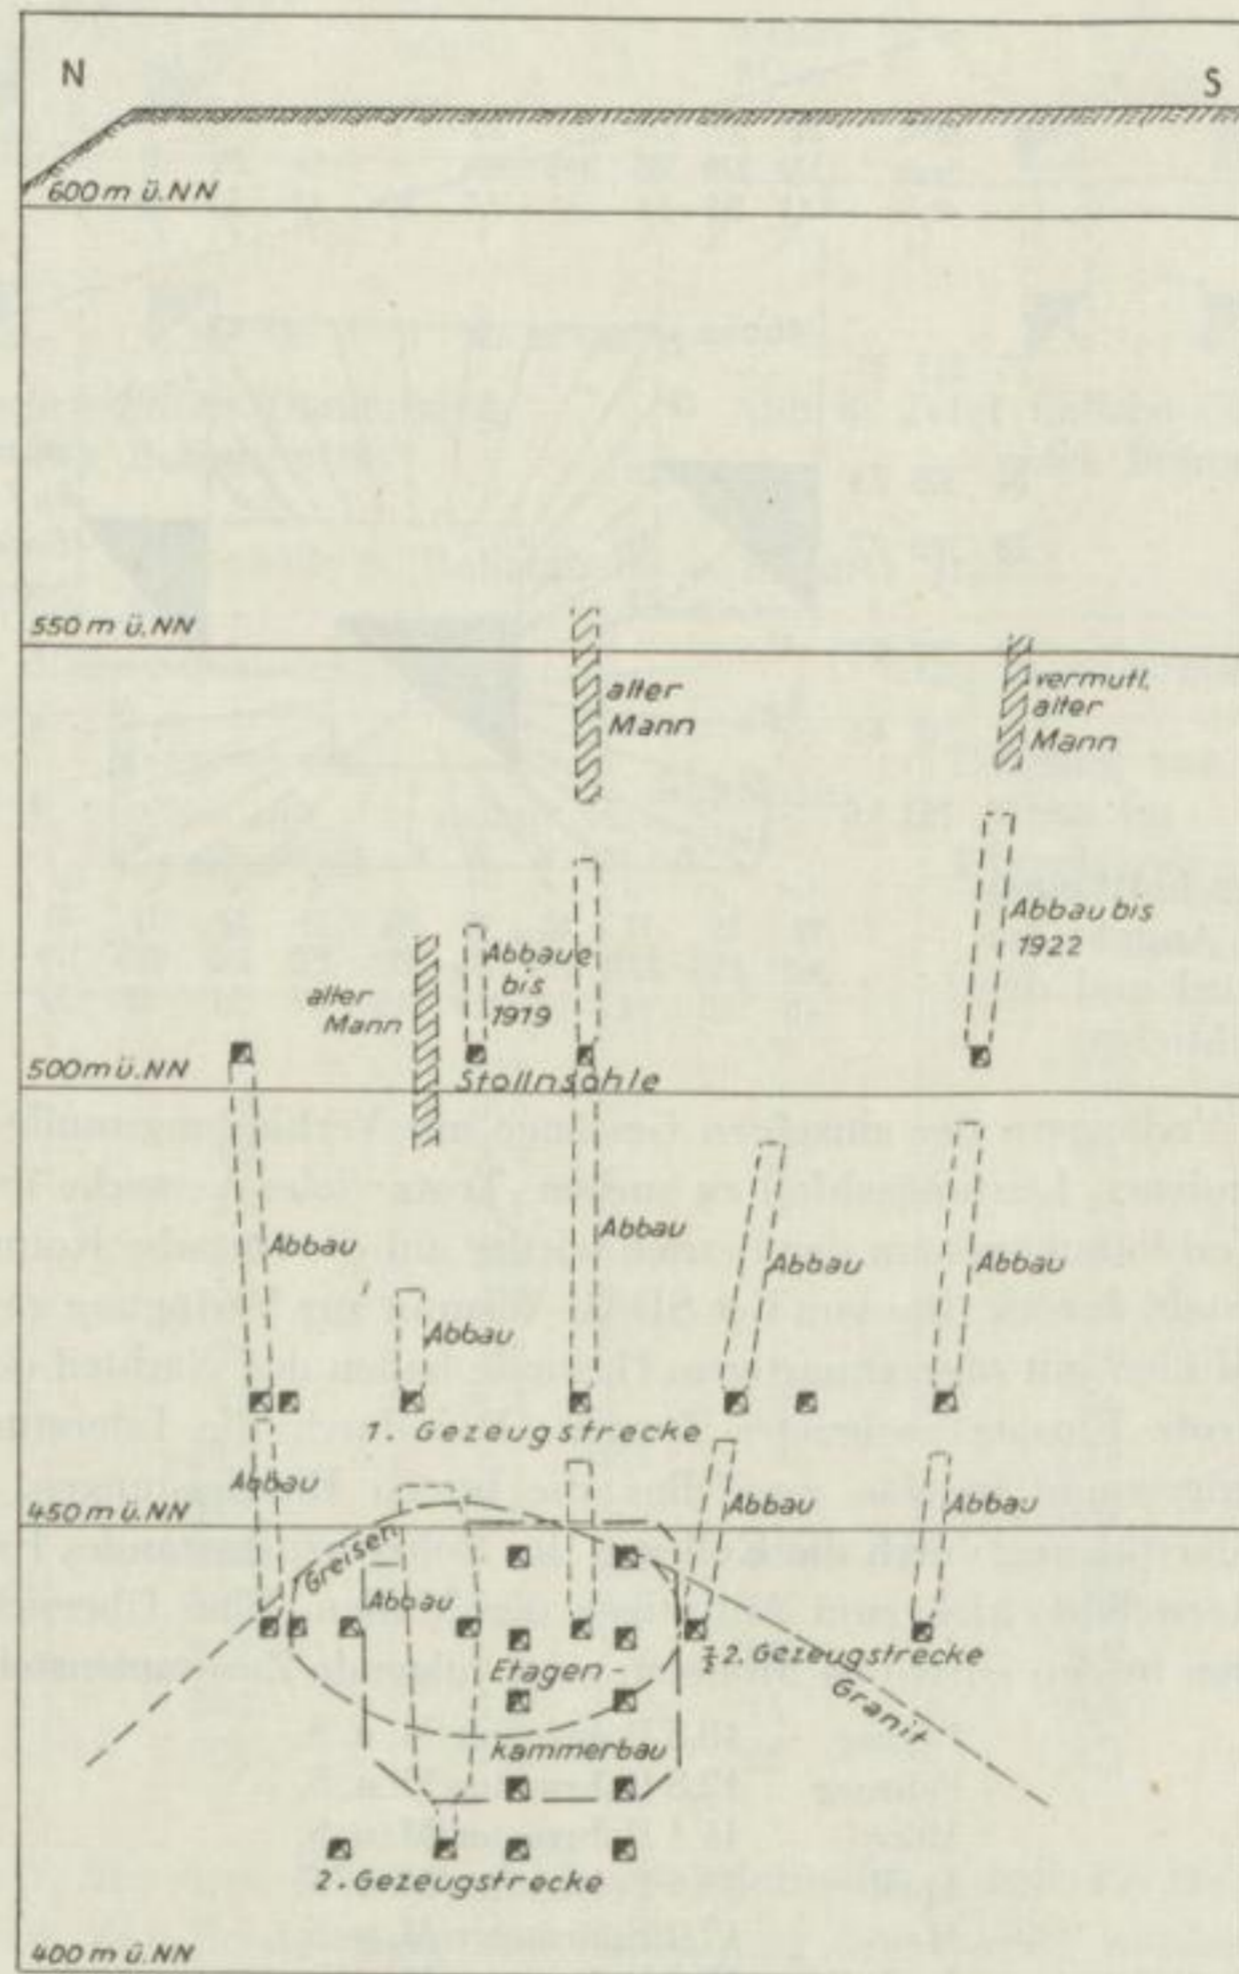 N
S
600 m ü.NN
550 m ü.NN
alter
Mann
vermutl.
alter
Mann
Abbau bis
1922
Abbaue
bis
1919
alter
Mann
500 m ü.NN
Stollnsohle
Abbau
Abbau
Abbau
Abbau
Abbau
1. Gezeugstrecke
Abbau
Abbau
Abbau
450 m ü.NN
Greisen
Abbau
½ 2. Gezeugstrecke
Etagen-
Granit
kammerbau
2. Gezeugstrecke
400 m ü.NN